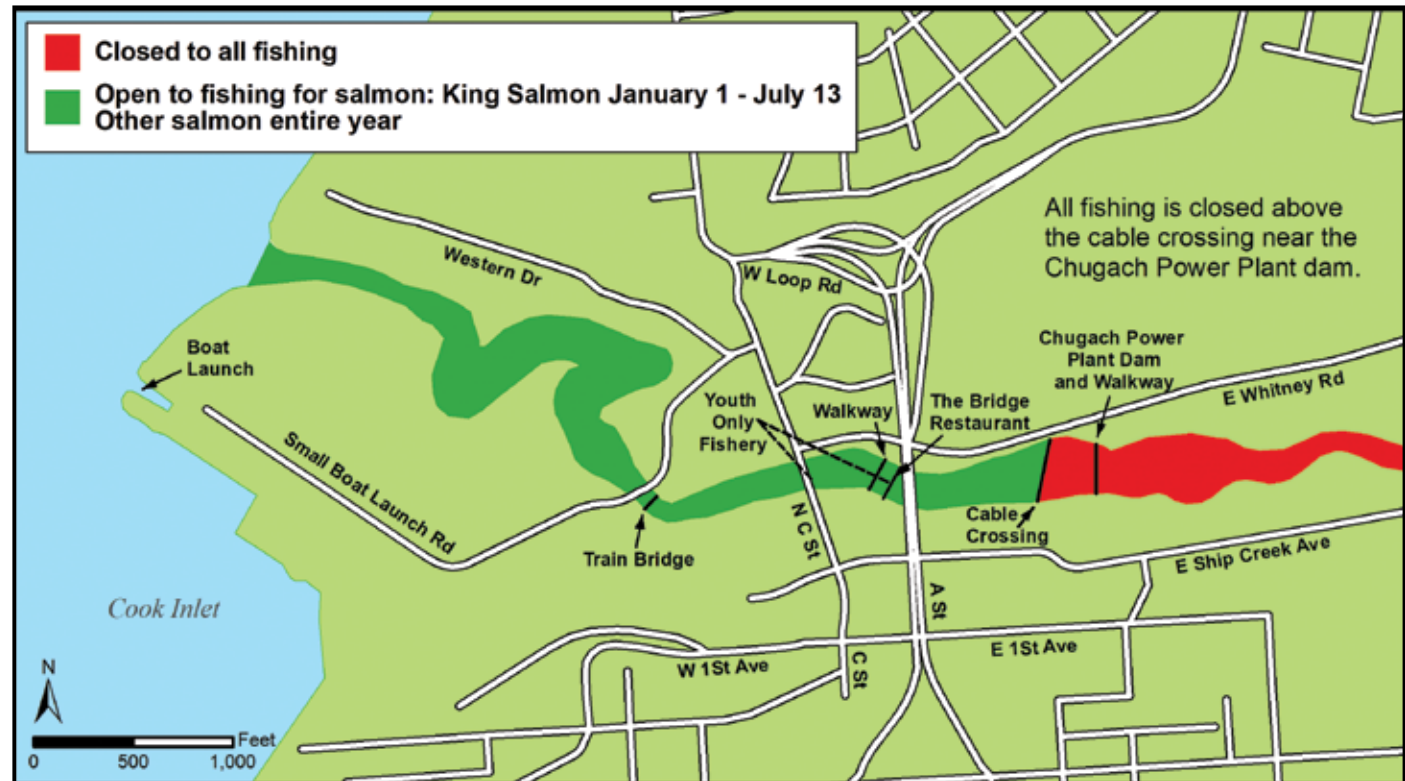 Closed to all fishing
Open to fishing for salmon: King Salmon January 1 - July 13
Other salmon entire year
All fishing is closed above
the cable crossing near the
Chugach Power Plant dam.
Western Dr
W Loop Rd
Boat
Launch
Youth
Only
Fishery
Walkway
The Bridge
Restaurant
Chugach Power
Plant Dam
and Walkway
E Whitney Rd
Small Boat Launch Rd
Train Bridge
N C St
Cable
Crossing
E Ship Creek Ave
Cook Inlet
A St
E 1St Ave
W 1St Ave
C St
N
Feet
0 500 1,000